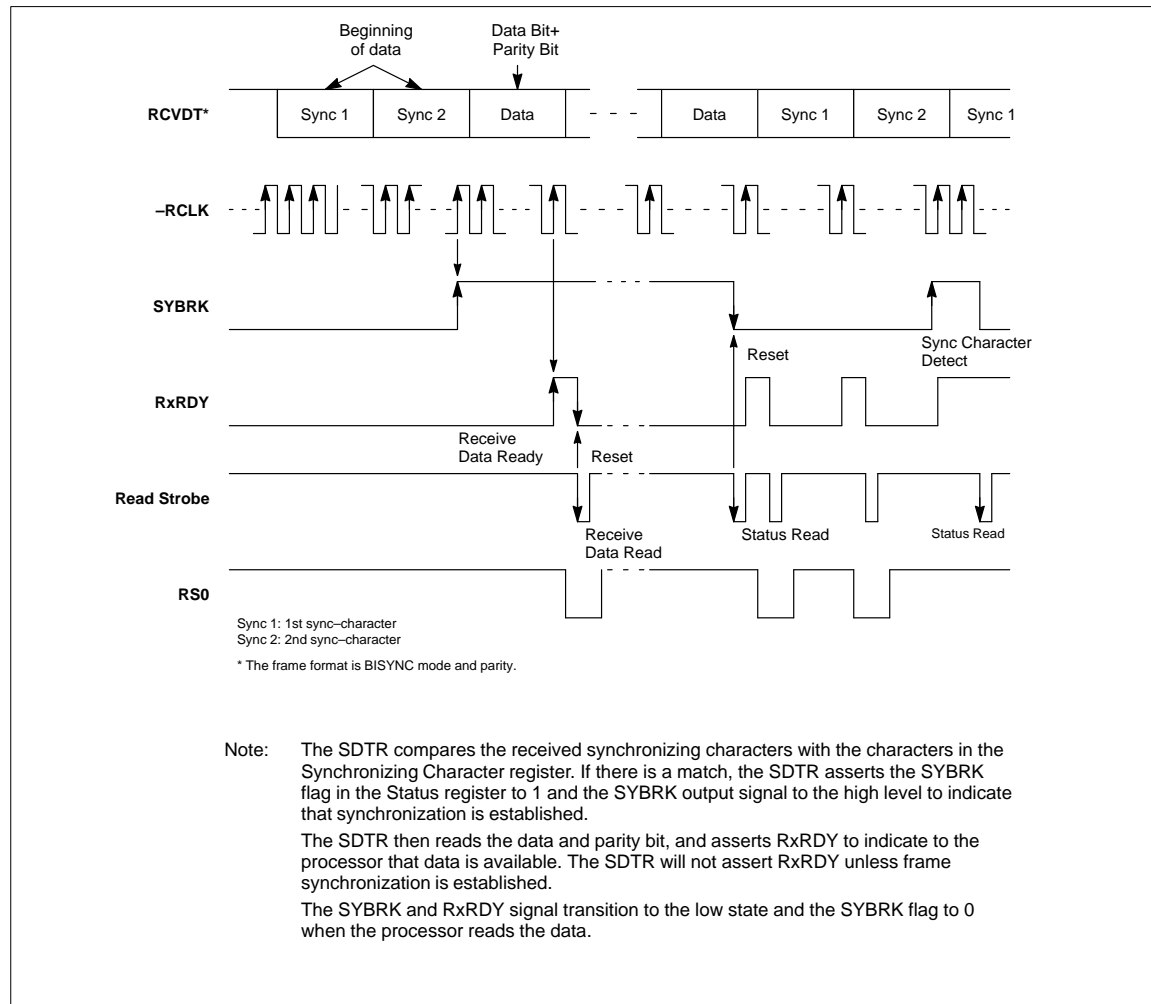 Beginning
of data
Data Bit+
Parity Bit
RCVDT*
Sync 1
Sync 2
Data
Data
Sync 1
Sync 2
Sync 1
–RCLK
SYBRK
Reset
Sync Character
Detect
RxRDY
Receive
Data Ready
Reset
Read Strobe
Receive
Data Read
Status Read
Status Read
RS0
Sync 1: 1st sync–character
Sync 2: 2nd sync–character
* The frame format is BISYNC mode and parity.
Note: The SDTR compares the received synchronizing characters with the characters in the
Synchronizing Character register. If there is a match, the SDTR asserts the SYBRK
flag in the Status register to 1 and the SYBRK output signal to the high level to indicate
that synchronization is established.
The SDTR then reads the data and parity bit, and asserts RxRDY to indicate to the
processor that data is available. The SDTR will not assert RxRDY unless frame
synchronization is established.
The SYBRK and RxRDY signal transition to the low state and the SYBRK flag to 0
when the processor reads the data.